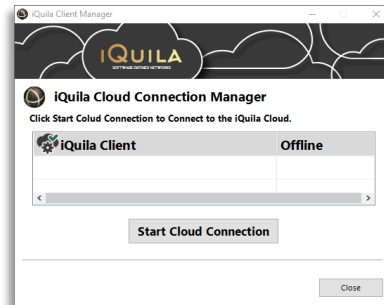 iQuila Client Manager
iQUILA
SOFTWARE DEFINED NETWORKS
iQuila Cloud Connection Manager
Click Start Colud Connection to Connect to the iQuila Cloud.
iQuila Client Offline
Start Cloud Connection
Close